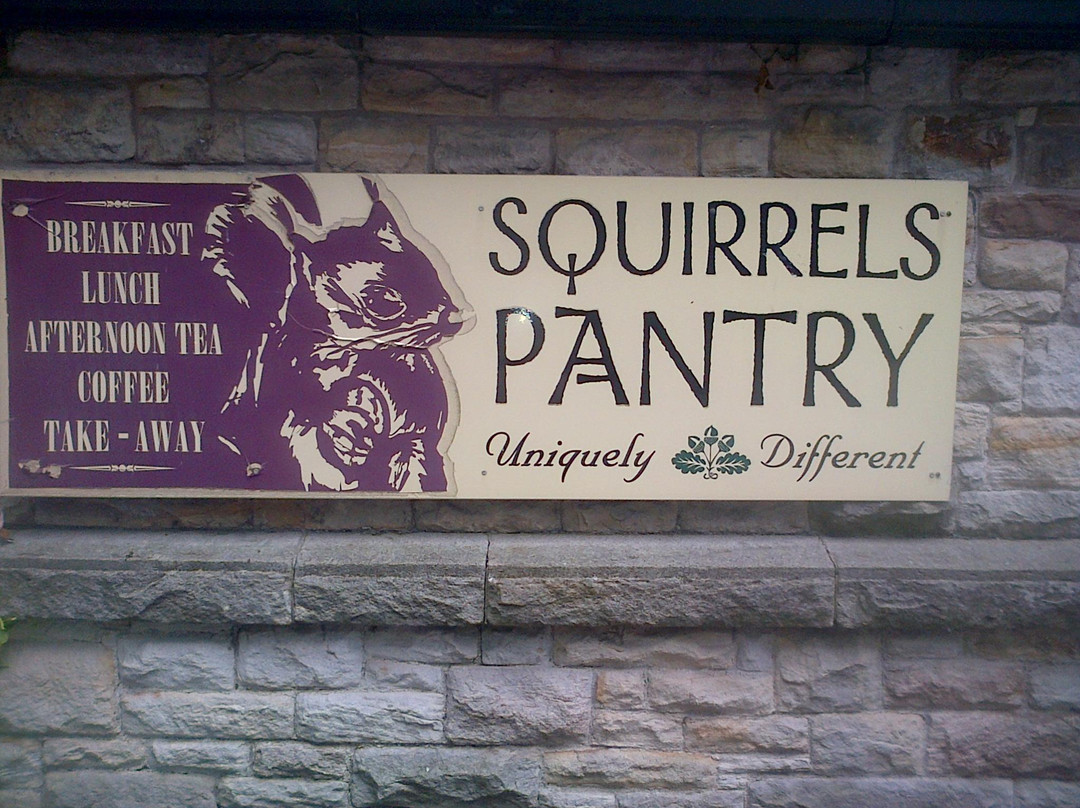 BREAKFAST
LUNCH
AFTERNOON TEA
COFFEE
TAKE-AWAY
SQUIRRELS
PANTRY
Uniquely Different